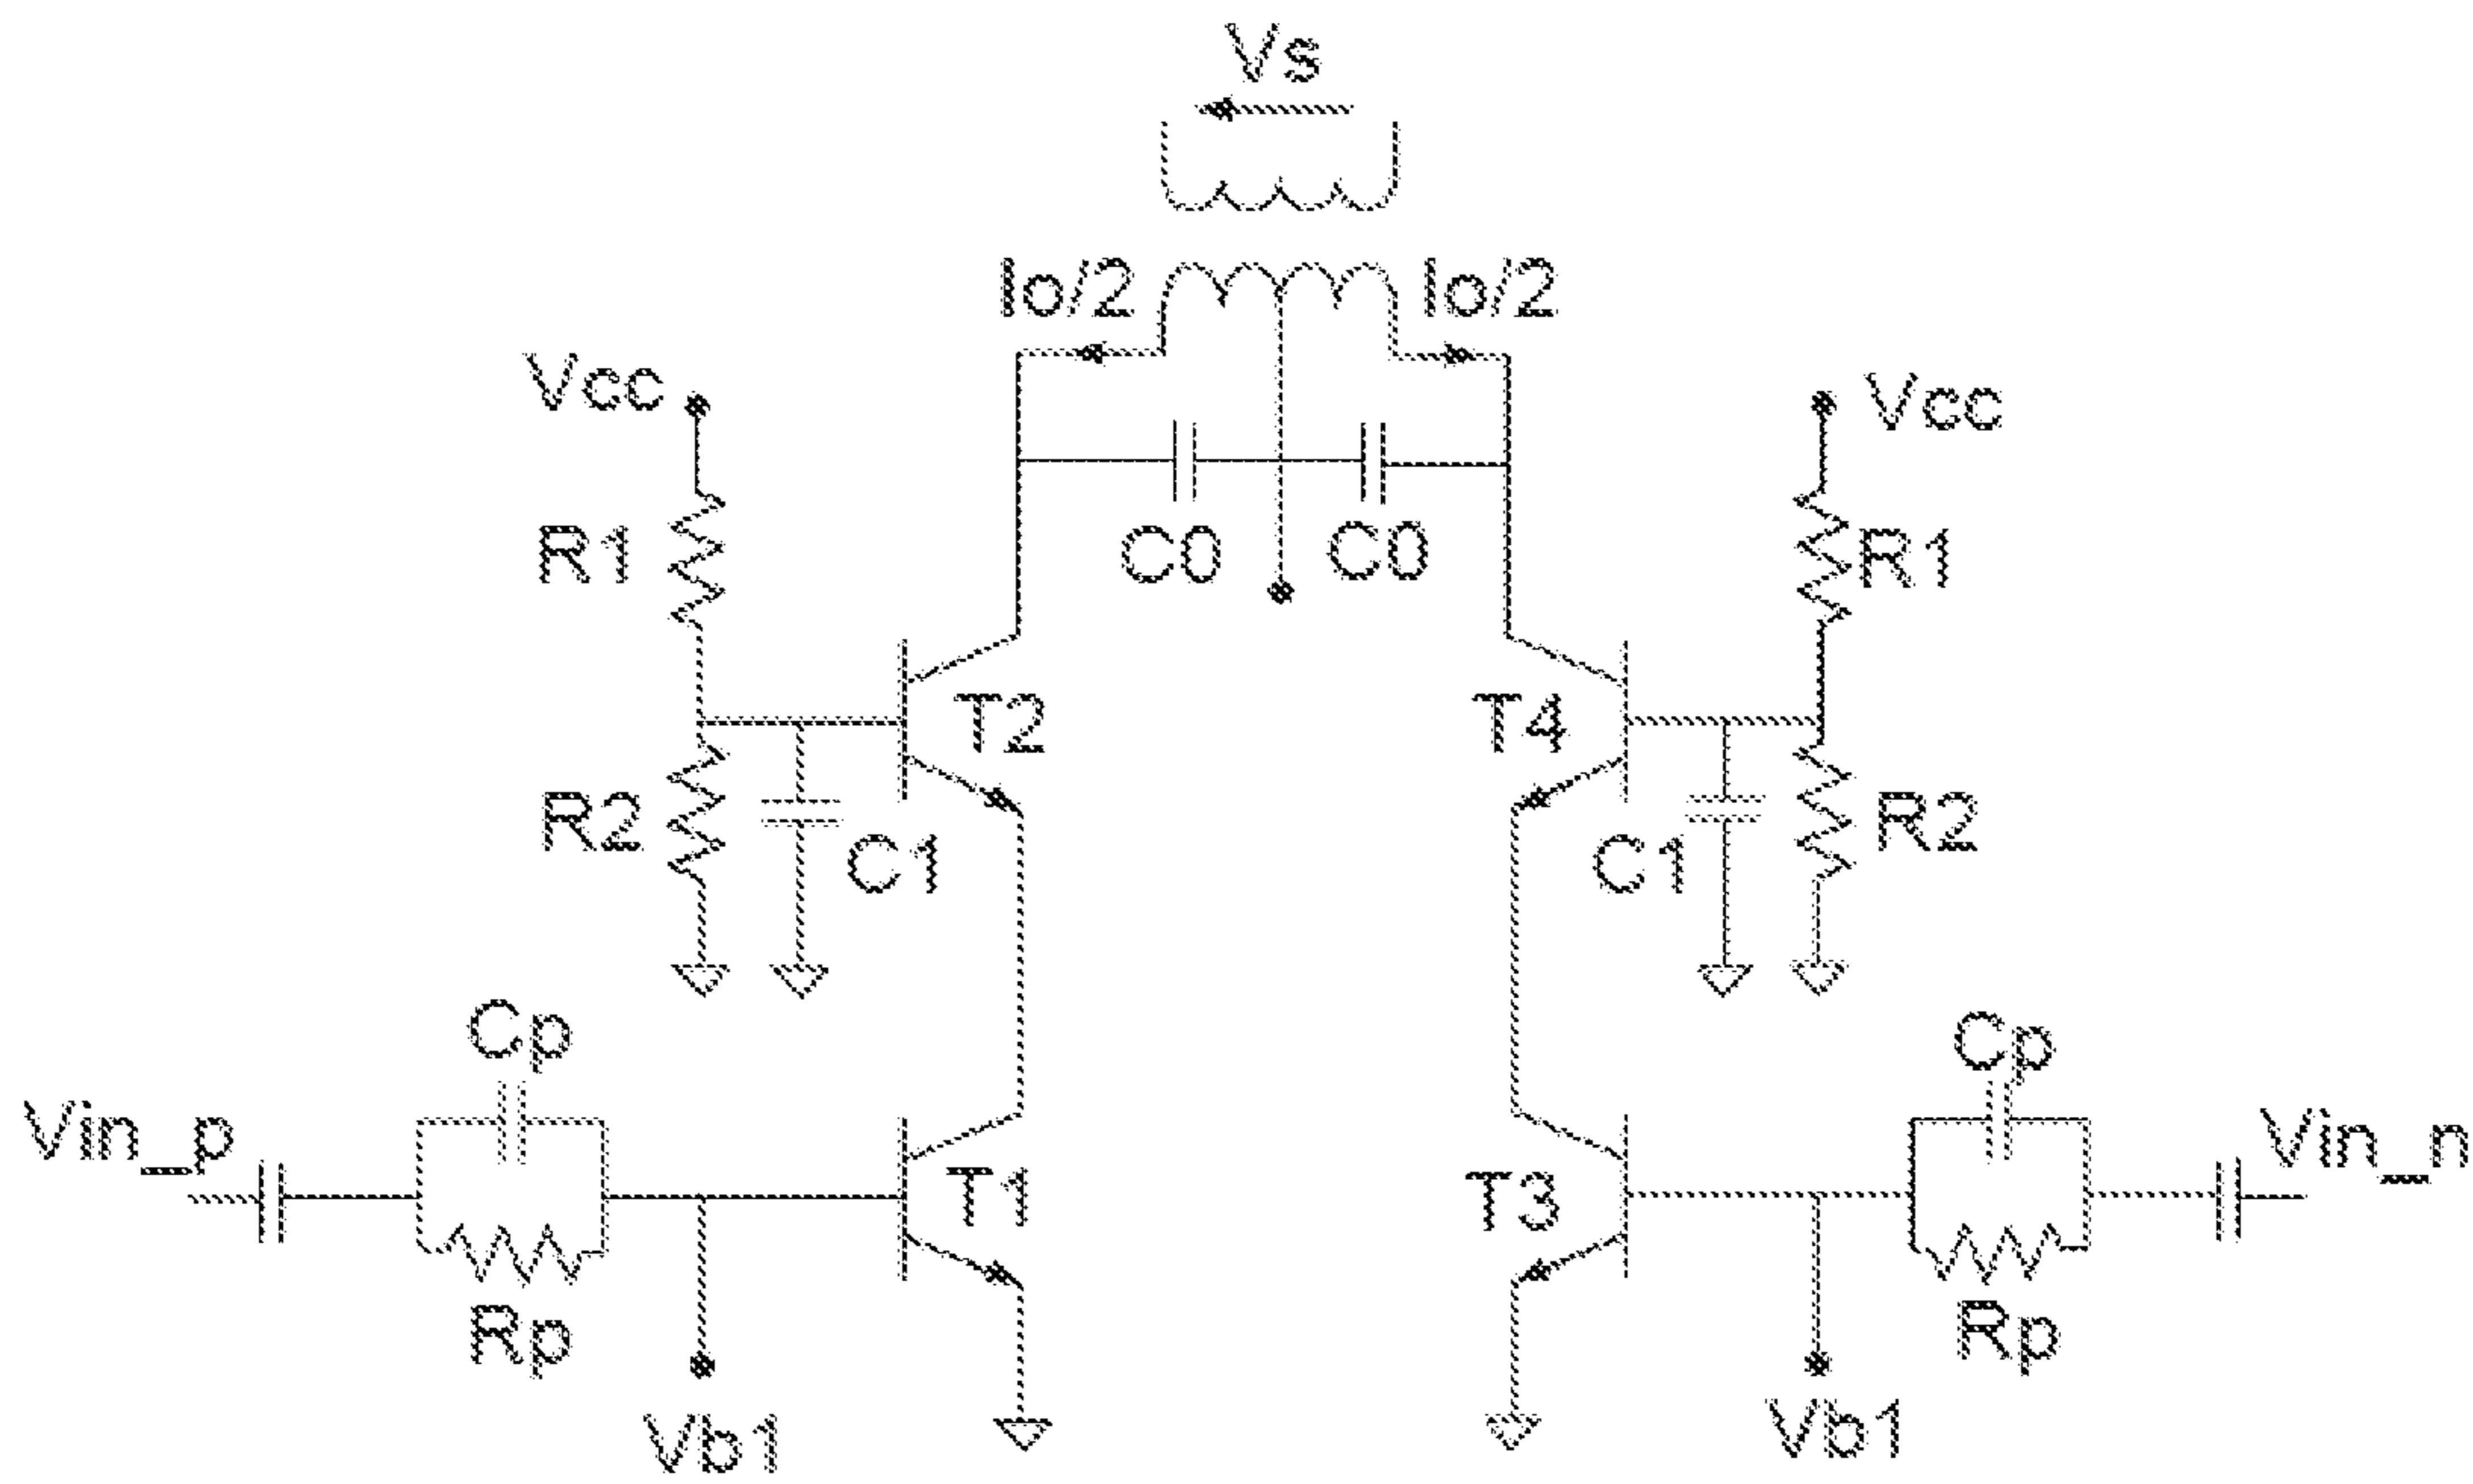 Vs
Io/2 Io/2
Vcc Vcc
R1 C0 C0 R1
T2 T4
R2 C1 C1 R2
Cp Cp
Vin_p Vin_n
T1 T3
Rp Rp
Vb1 Vb1